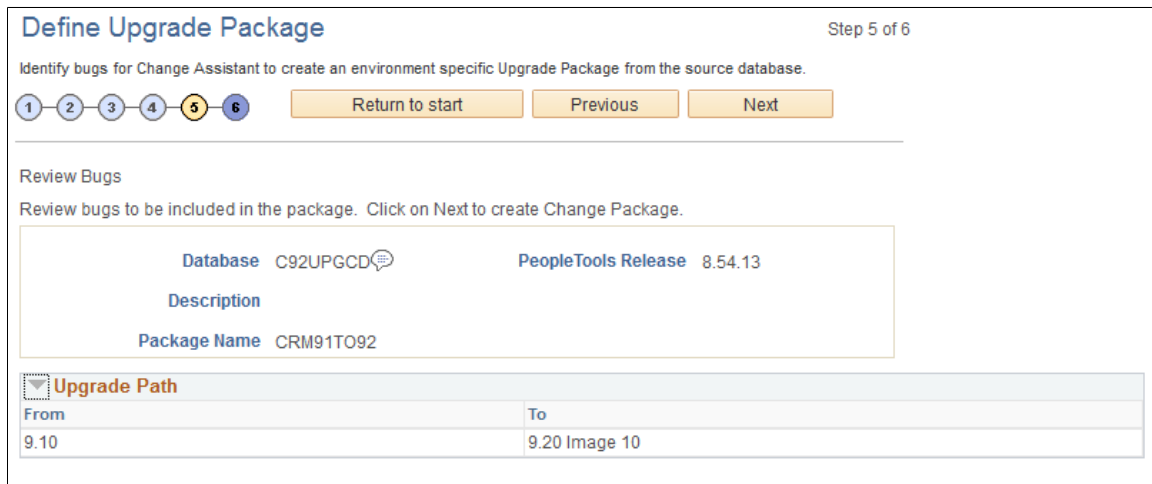 Define Upgrade Package Step 5 of 6
Identify bugs for Change Assistant to create an environment specific Upgrade Package from the source database.
1 2 3 4 5 6 Return to start Previous Next
Review Bugs
Review bugs to be included in the package. Click on Next to create Change Package.
Database C92UPGCD PeopleTools Release 8.54.13
Description
Package Name CRM91TO92
Upgrade Path
From To
9.10 9.20 Image 10